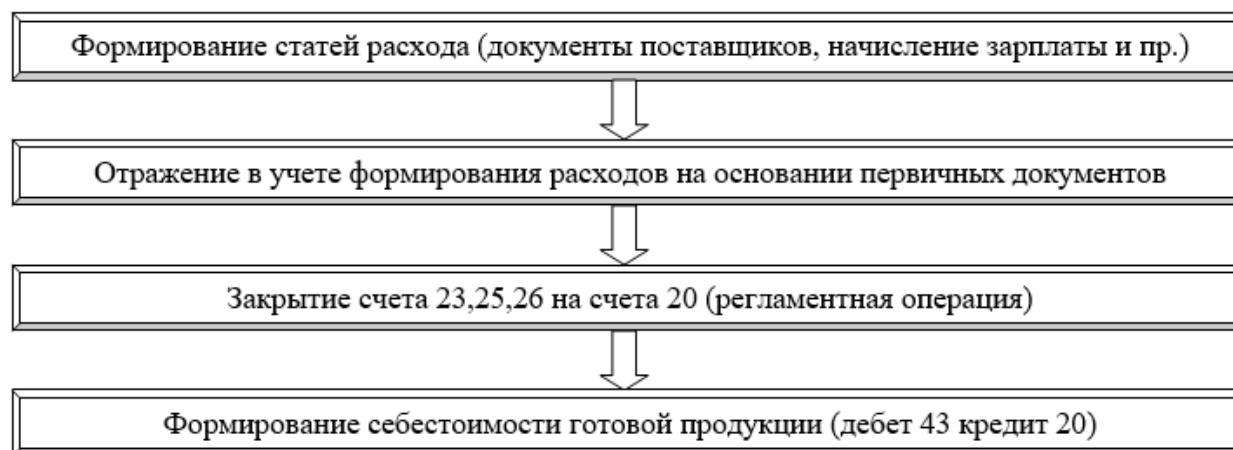 Формирование статей расхода (документы поставщиков, начисление зарплаты и пр.)
Отражение в учете формирования расходов на основании первичных документов
Закрытие счета 23,25,26 на счета 20 (регламентная операция)
Формирование себестоимости готовой продукции (дебет 43 кредит 20)